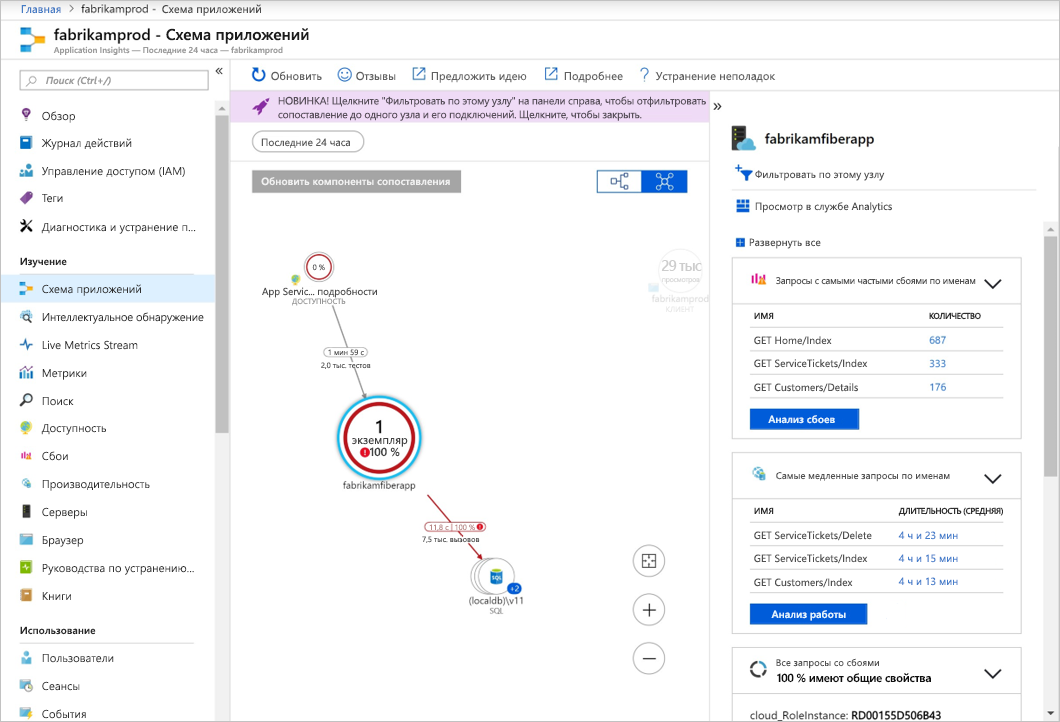 Главная > fabrikamprod - Схема приложений
fabrikamprod - Схема приложений
Application Insights — Последние 24 часа — fabrikamprod
Поиск (Ctrl+/)
«
Обзор
Журнал действий
Управление доступом (IAM)
Теги
Диагностика и устранение п...
Изучение
Схема приложений
Интеллектуальное обнаружение
Live Metrics Stream
Метрики
Поиск
Доступность
Сбои
Производительность
Серверы
Браузер
Руководства по устранению...
Книги
Использование
Пользователи
Сеансы
События
Обновить
Отзывы
Предложить идею
Подробнее
? Устранение неполадок
НОВИНКА! Щелкните "Фильтровать по этому узлу" на панели справа, чтобы отфильтровать
сопоставление до одного узла и его подключений. Щелкните, чтобы закрыть.
Последние 24 часа
Обновить компоненты сопоставления
0 %
App Servic... подробности
ДОСТУПНОСТЬ
29 тыс
просмотров
fabrikamprod
КЛИЕНТ
1 мин 59 с
2,0 тыс. тестов
1
экземпляр
! 100 %
fabrikamfiberapp
11,8 с | 100 % !
7,5 тыс. вызовов
SQL
+2
(localdb)\v11
SQL
+
−
»
fabrikamfiberapp
Фильтровать по этому узлу
Просмотр в службе Analytics
Развернуть все
Запросы с самыми частыми сбоями по именам
ИМЯ КОЛИЧЕСТВО
GET Home/Index 687
GET ServiceTickets/Index 333
GET Customers/Details 176
Анализ сбоев
Самые медленные запросы по именам
ИМЯ ДЛИТЕЛЬНОСТЬ (СРЕДНЯЯ)
GET ServiceTickets/Delete 4 ч и 23 мин
GET ServiceTickets/Index 4 ч и 15 мин
GET Customers/Index 4 ч и 13 мин
Анализ работы
Все запросы со сбоями
100 % имеют общие свойства
cloud_RoleInstance: RD00155D506B43